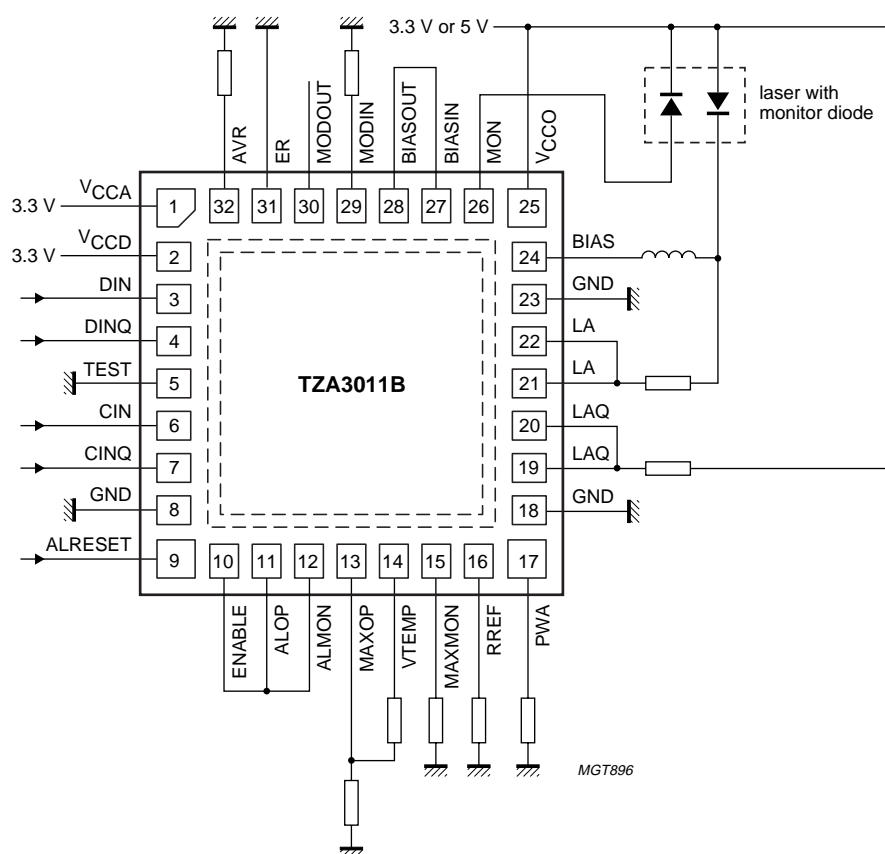 3.3 V or 5 V
laser with
monitor diode
AVR
ER
MODOUT
MODIN
BIASOUT
BIASIN
MON
VCCO
3.3 V
VCCA
1
32
31
30
29
28
27
26
25
3.3 V
VCCD
2
24
BIAS
DIN
3
23
GND
DINQ
4
22
LA
TEST
5
TZA3011B
21
LA
CIN
6
20
LAQ
CINQ
7
19
LAQ
GND
8
18
GND
ALRESET
9
10
11
12
13
14
15
16
17
ENABLE
ALOP
ALMON
MAXOP
VTEMP
MAXMON
RREF
PWA
MGT896